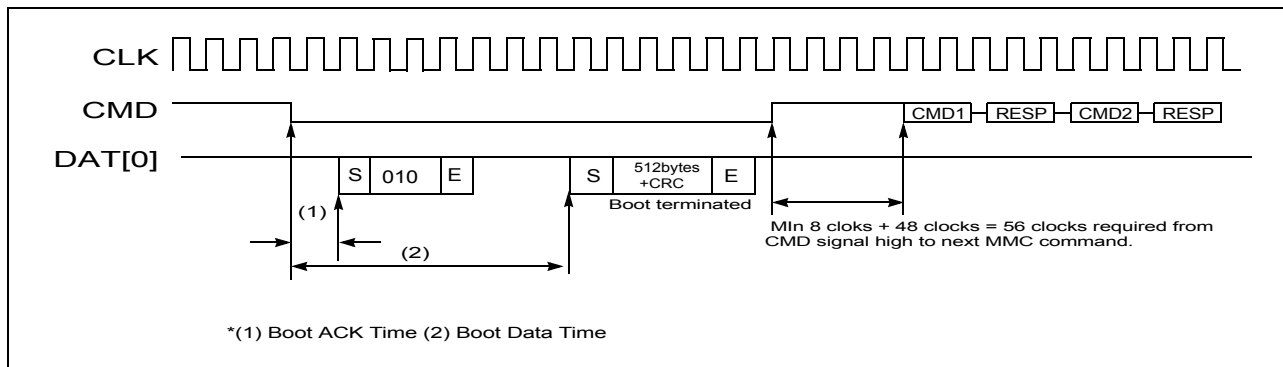 CLK
CMD
CMD1 RESP CMD2 RESP
DAT[0]
S 010 E
S 512bytes +CRC E
Boot terminated
(1)
(2)
MIn 8 cloks + 48 clocks = 56 clocks required from
CMD signal high to next MMC command.
*(1) Boot ACK Time (2) Boot Data Time